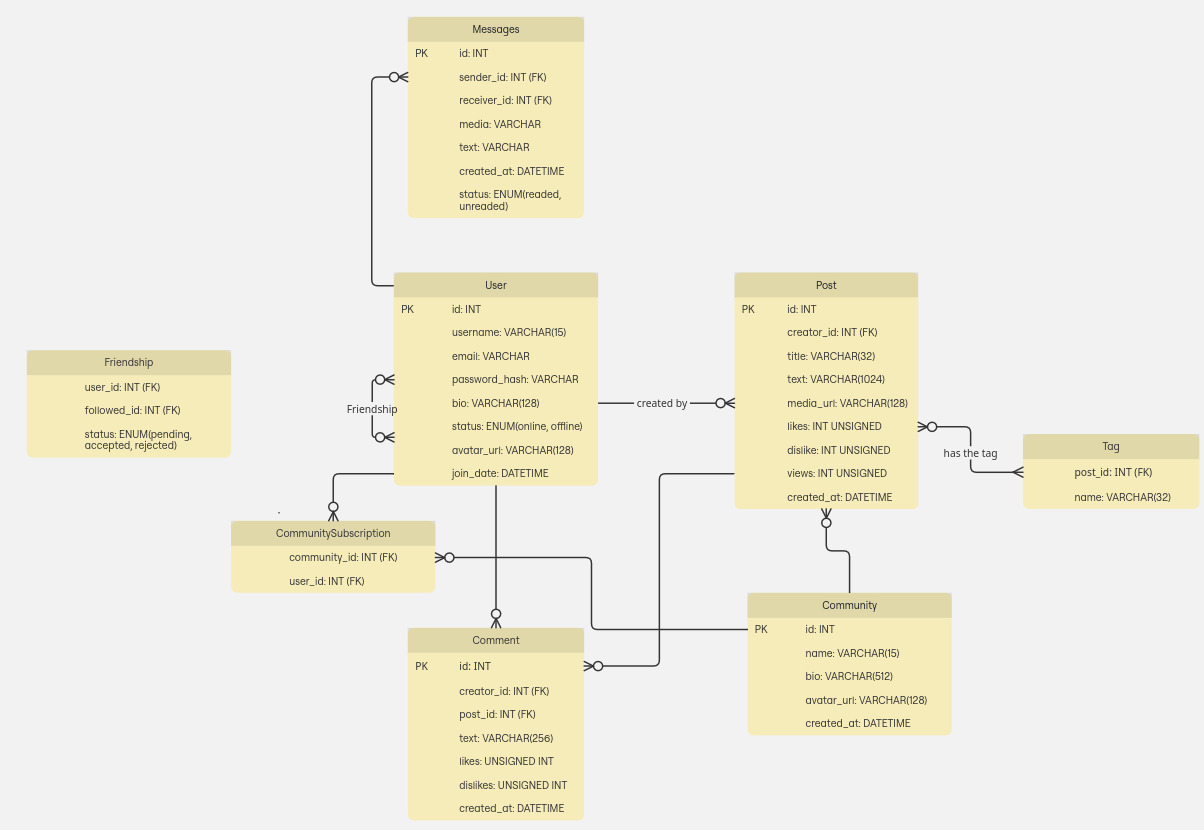 Messages
PK id: INT
sender_id: INT (FK)
receiver_id: INT (FK)
media: VARCHAR
text: VARCHAR
created_at: DATETIME
status: ENUM(readed,
unreaded)
User
PK id: INT
username: VARCHAR(15)
email: VARCHAR
password_hash: VARCHAR
bio: VARCHAR(128)
status: ENUM(online, offline)
avatar_url: VARCHAR(128)
join_date: DATETIME
Post
PK id: INT
creator_id: INT (FK)
title: VARCHAR(32)
text: VARCHAR(1024)
media_url: VARCHAR(128)
likes: INT UNSIGNED
dislike: INT UNSIGNED
views: INT UNSIGNED
created_at: DATETIME
Friendship
user_id: INT (FK)
followed_id: INT (FK)
status: ENUM(pending,
accepted, rejected)
Friendship
created by
has the tag
Tag
post_id: INT (FK)
name: VARCHAR(32)
CommunitySubscription
community_id: INT (FK)
user_id: INT (FK)
Comment
PK id: INT
creator_id: INT (FK)
post_id: INT (FK)
text: VARCHAR(256)
likes: UNSIGNED INT
dislikes: UNSIGNED INT
created_at: DATETIME
Community
PK id: INT
name: VARCHAR(15)
bio: VARCHAR(512)
avatar_url: VARCHAR(128)
created_at: DATETIME